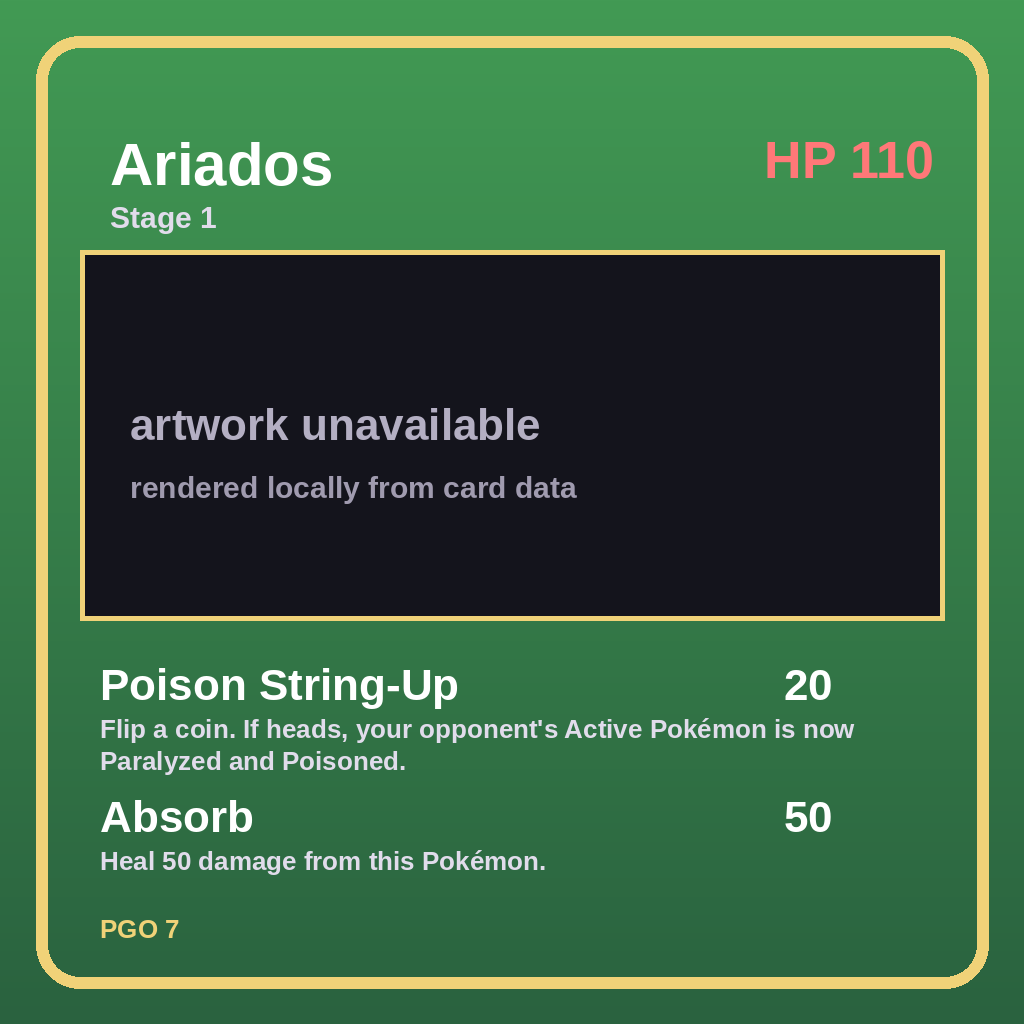 Ariados
HP 110
Stage 1
artwork unavailable
rendered locally from card data
Poison String-Up 20
Flip a coin. If heads, your opponent's Active Pokémon is now
Paralyzed and Poisoned.
Absorb 50
Heal 50 damage from this Pokémon.
PGO 7